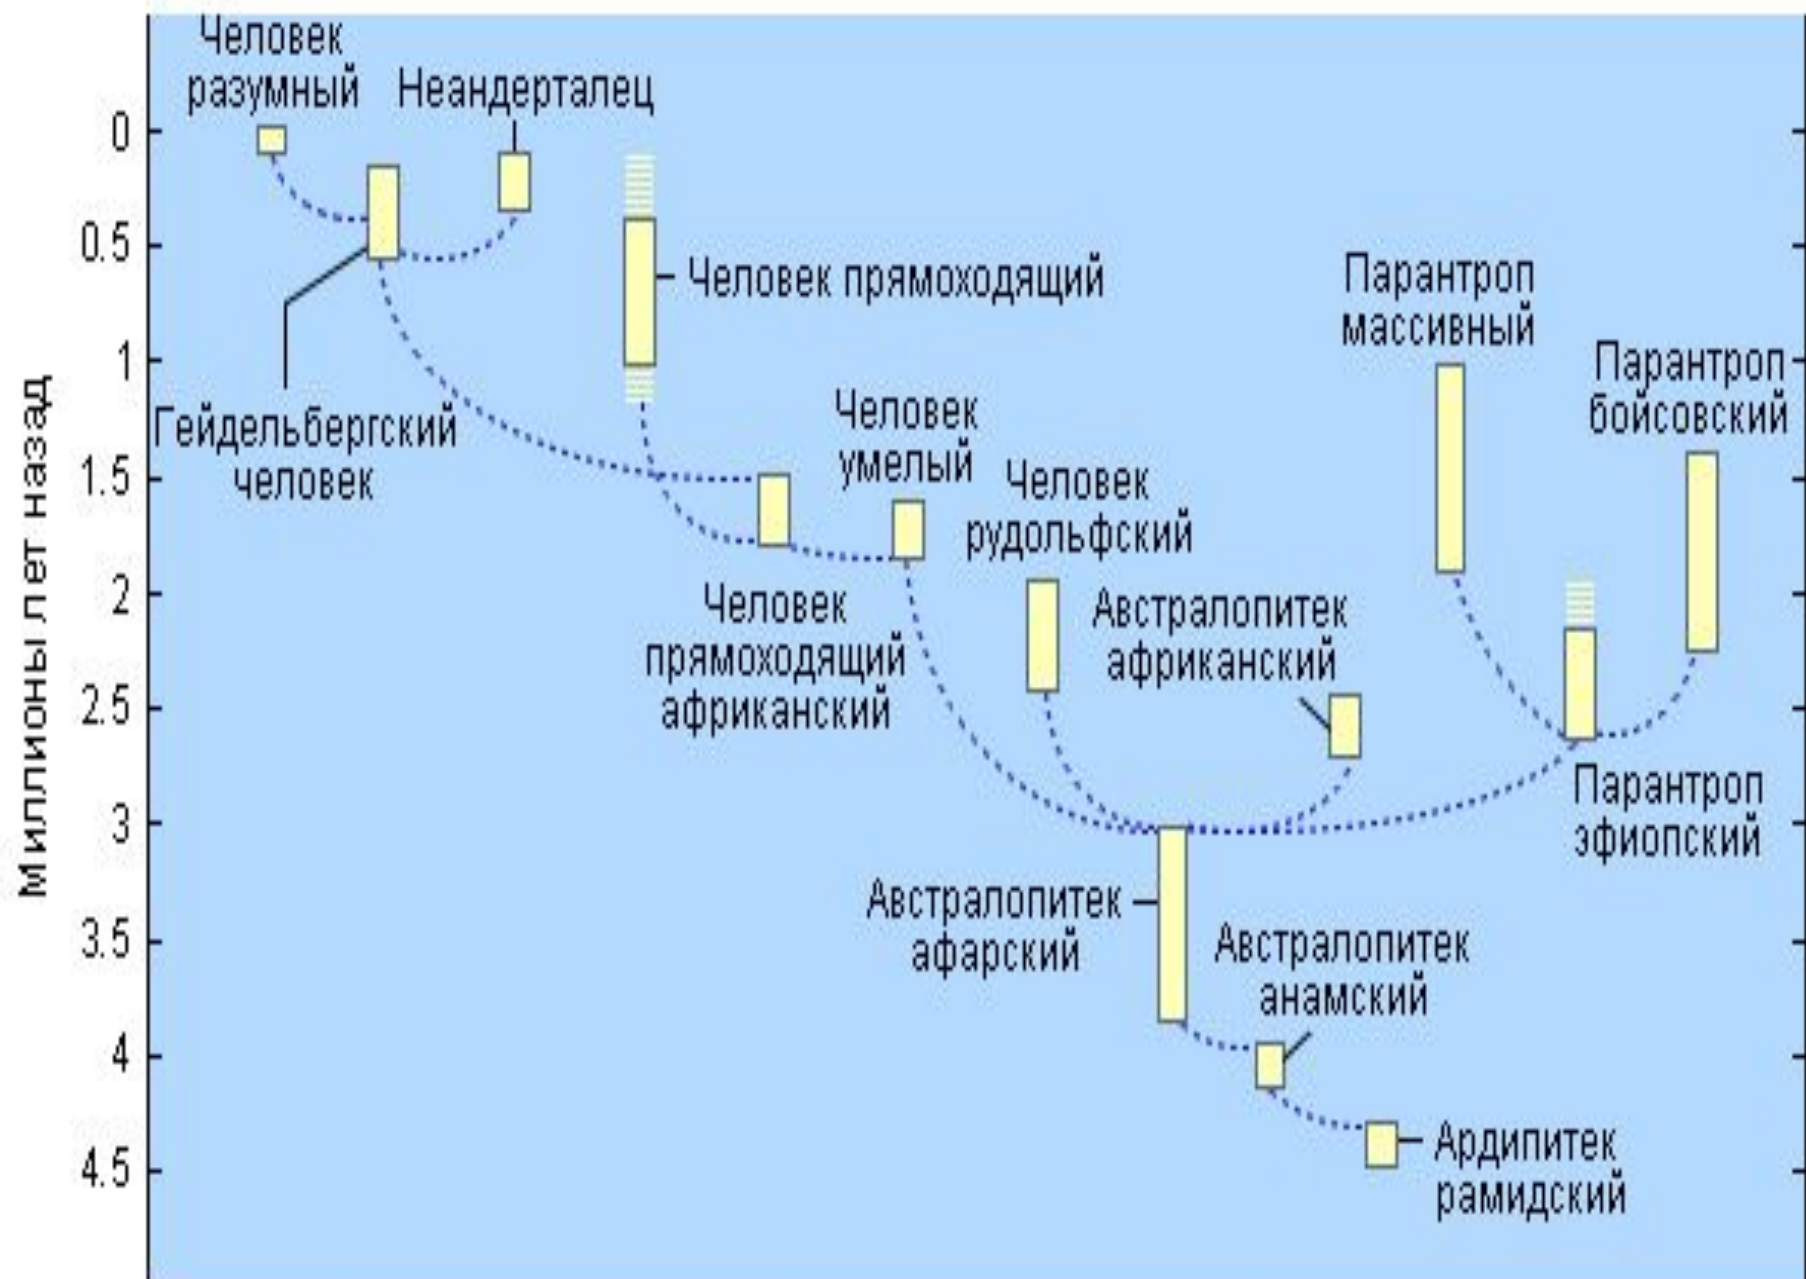 Человек
разумный
Неандерталец
0
0.5
1
1.5
2
2.5
3
3.5
4
4.5
Миллионы лет назад
Человек прямоходящий
Парантроп
массивный
Парантроп
бойсовский
Гейдельбергский
человек
Человек
умелый
Человек
рудольфский
Человек
прямоходящий
африканский
Австралопитек
африканский
Парантроп
эфиопский
Австралопитек
афарский
Австралопитек
анамский
Ардипитек
рамидский